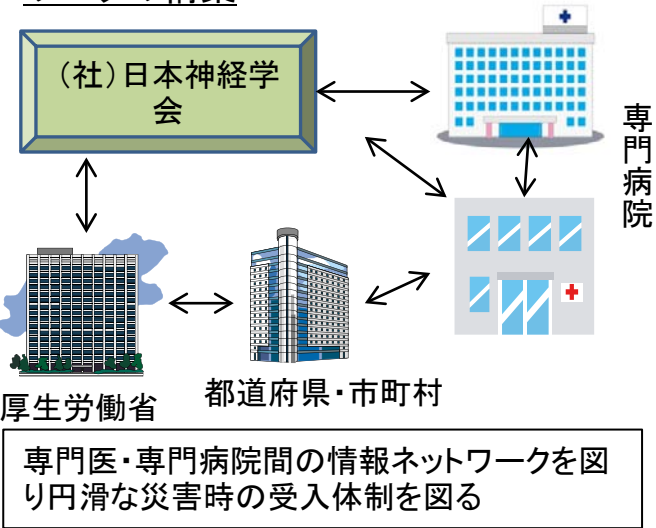 （社）日本神経学
会
専門病院
厚生労働省
都道府県・市町村
専門医・専門病院間の情報ネットワークを図
り円滑な災害時の受入体制を図る